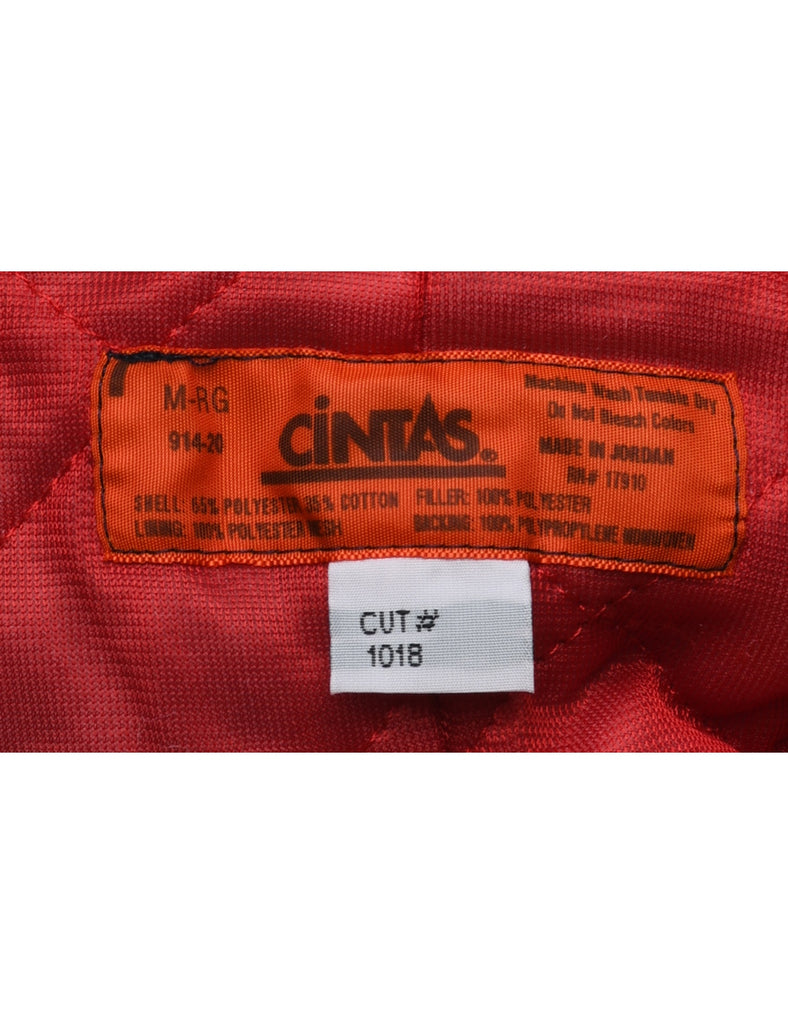 M-RG
914-20
CiNTAS®
Machine Wash Tumble Dry
Do Not Bleach Colors
MADE IN JORDAN
RN# 17910
SHELL: 65% POLYESTER 35% COTTON FILLER: 100% POLYESTER
LINING: 100% POLYESTER MESH BACKING: 100% POLYPROPYLENE NONWOVEN
CUT#
1018